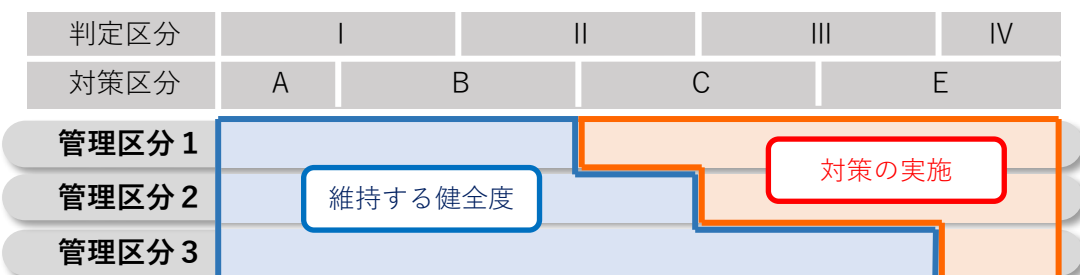 判定区分 Ⅰ Ⅱ Ⅲ Ⅳ
対策区分 A B C E
管理区分1
対策の実施
管理区分2
維持する健全度
管理区分3